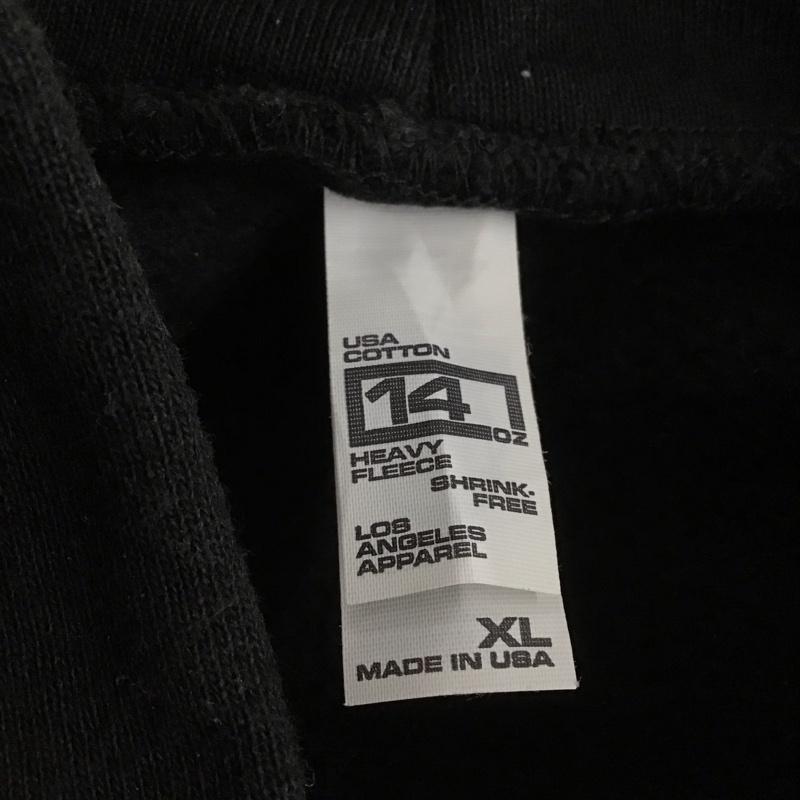 USA
COTTON
14
OZ
HEAVY
FLEECE
SHRINK-
FREE
LOS
ANGELES
APPAREL
XL
MADE IN USA